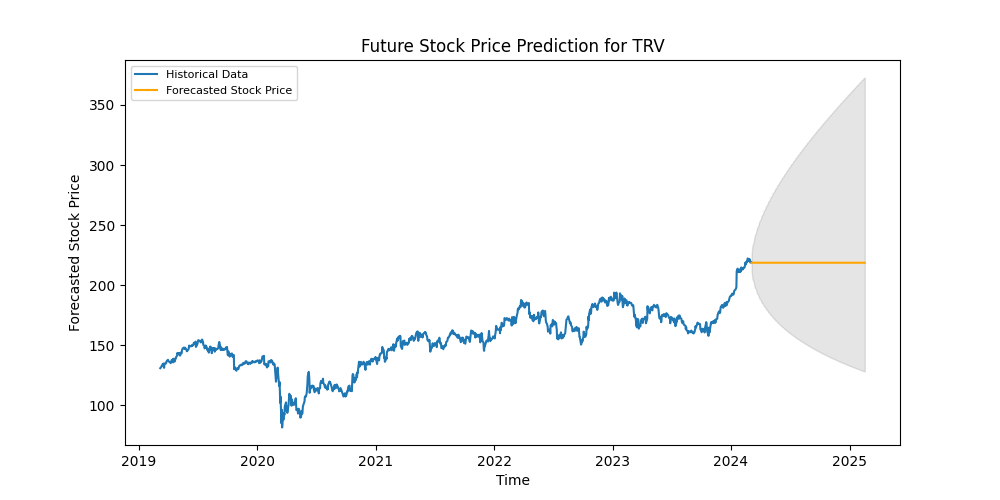 Future Stock Price Prediction for TRV
Historical Data
Forecasted Stock Price
Forecasted Stock Price
350
300
250
200
150
100
2019
2020
2021
2022
2023
2024
2025
Time